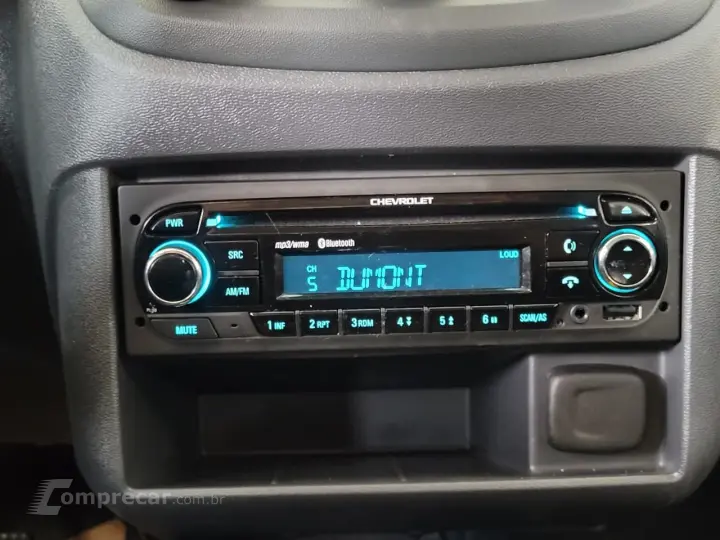 CHEVROLET
PWR
mp3/wma Bluetooth
LOUD
SRC
CH
5 DUMONT
AM/FM
MUTE
1 INF 2 RPT 3 RDM 4 5 6 SCAN/AS
Comprecar.com.br